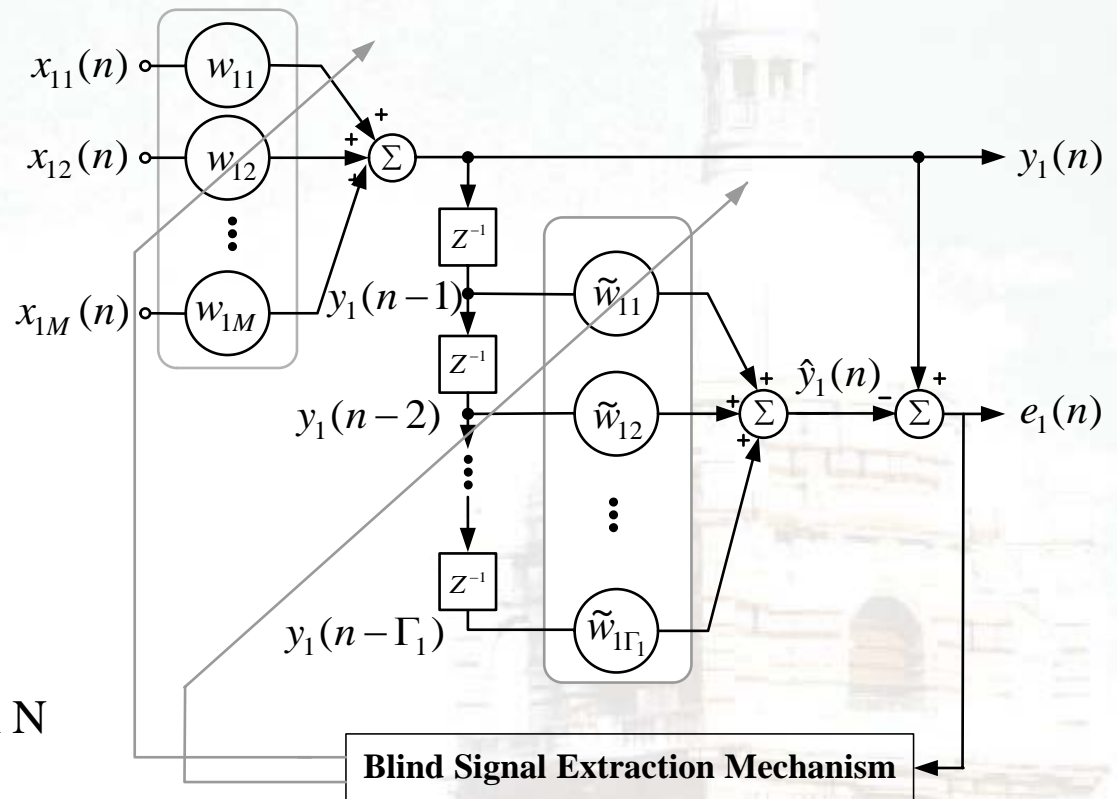 x₁₁(n) w₁₁
x₁₂(n) w₁₂ Σ y₁(n)
+ + +
x₁M(n) w₁M
Z⁻¹
y₁(n−1) w̃₁₁
Z⁻¹
y₁(n−2) w̃₁₂ Σ ŷ₁(n) Σ e₁(n)
+ + + − +
Z⁻¹
y₁(n−Γ₁) w̃₁Γ₁
N
Blind Signal Extraction Mechanism